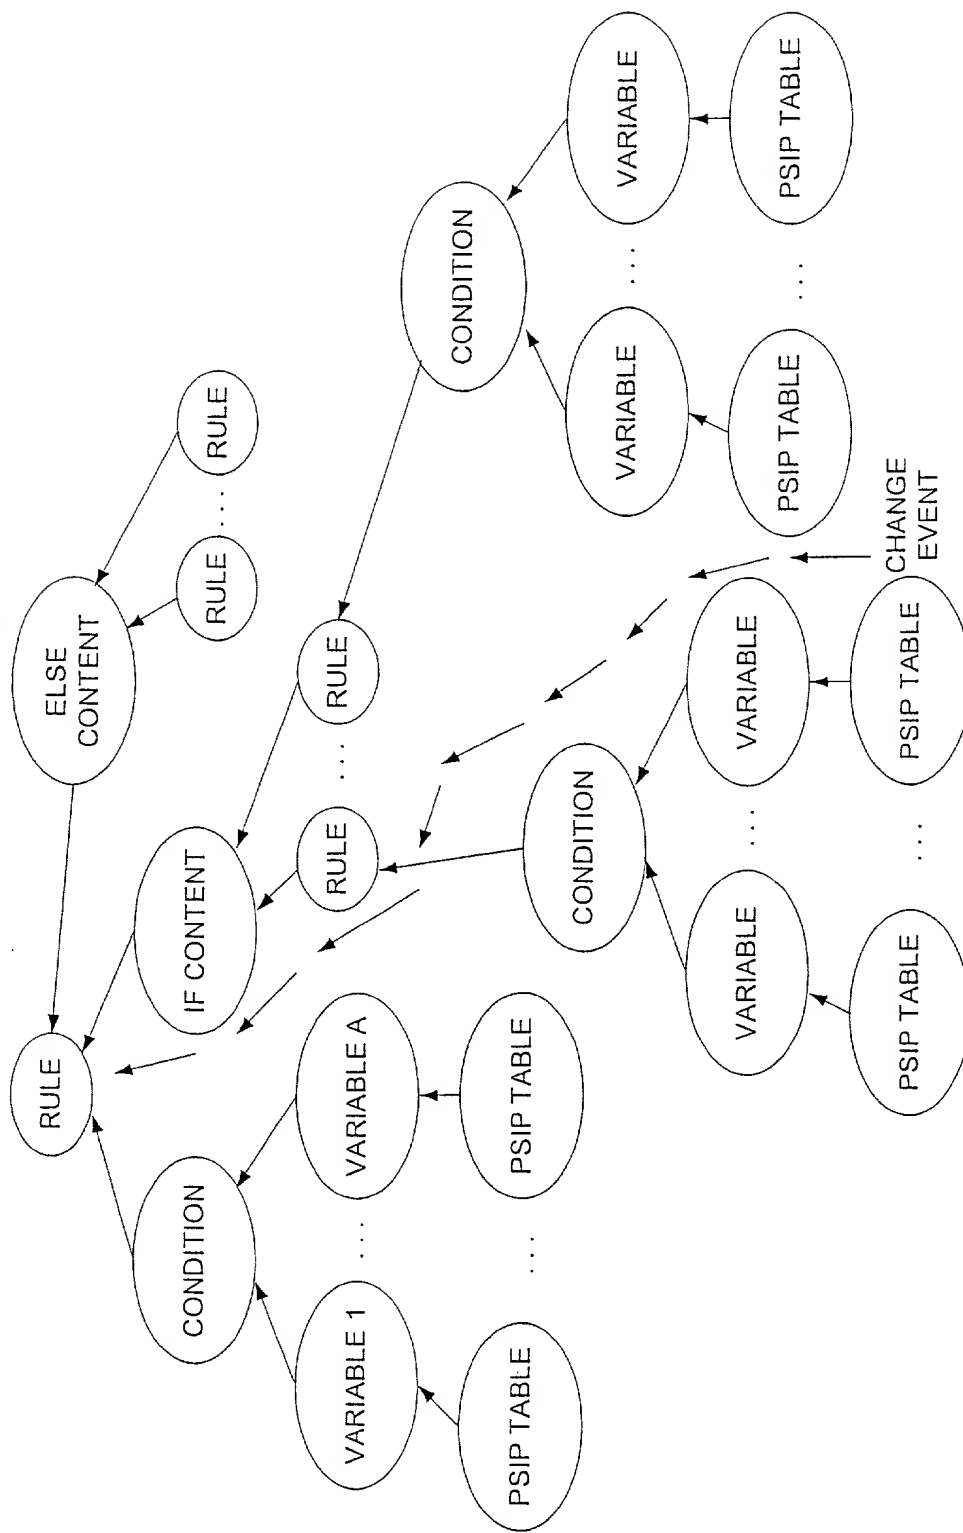 RULE
ELSE
CONTENT
CONDITION
IF CONTENT
RULE
....
RULE
VARIABLE 1
....
VARIABLE A
RULE
...
RULE
CONDITION
PSIP TABLE
...
PSIP TABLE
CONDITION
VARIABLE
....
VARIABLE
VARIABLE
....
VARIABLE
PSIP TABLE
...
PSIP TABLE
PSIP TABLE
...
PSIP TABLE
CHANGE
EVENT